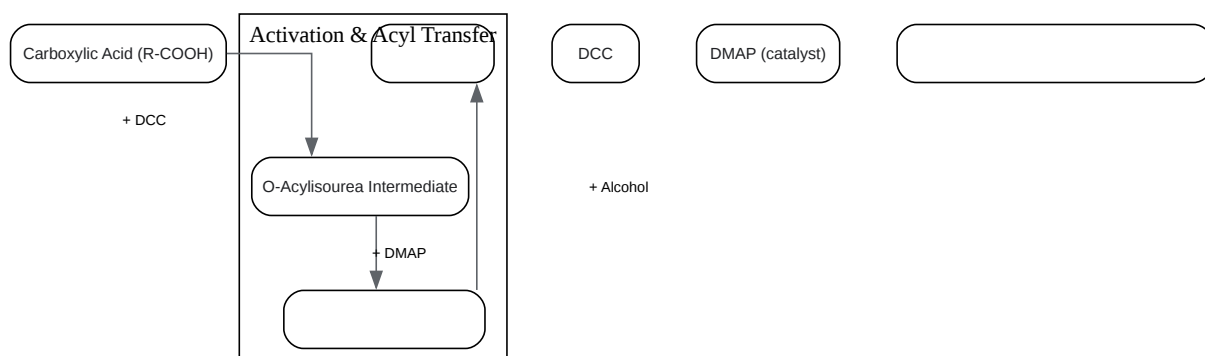 Activation & Acyl Transfer
Carboxylic Acid (R-COOH)
DCC
DMAP (catalyst)
+ DCC
O-Acylisourea Intermediate
+ Alcohol
+ DMAP